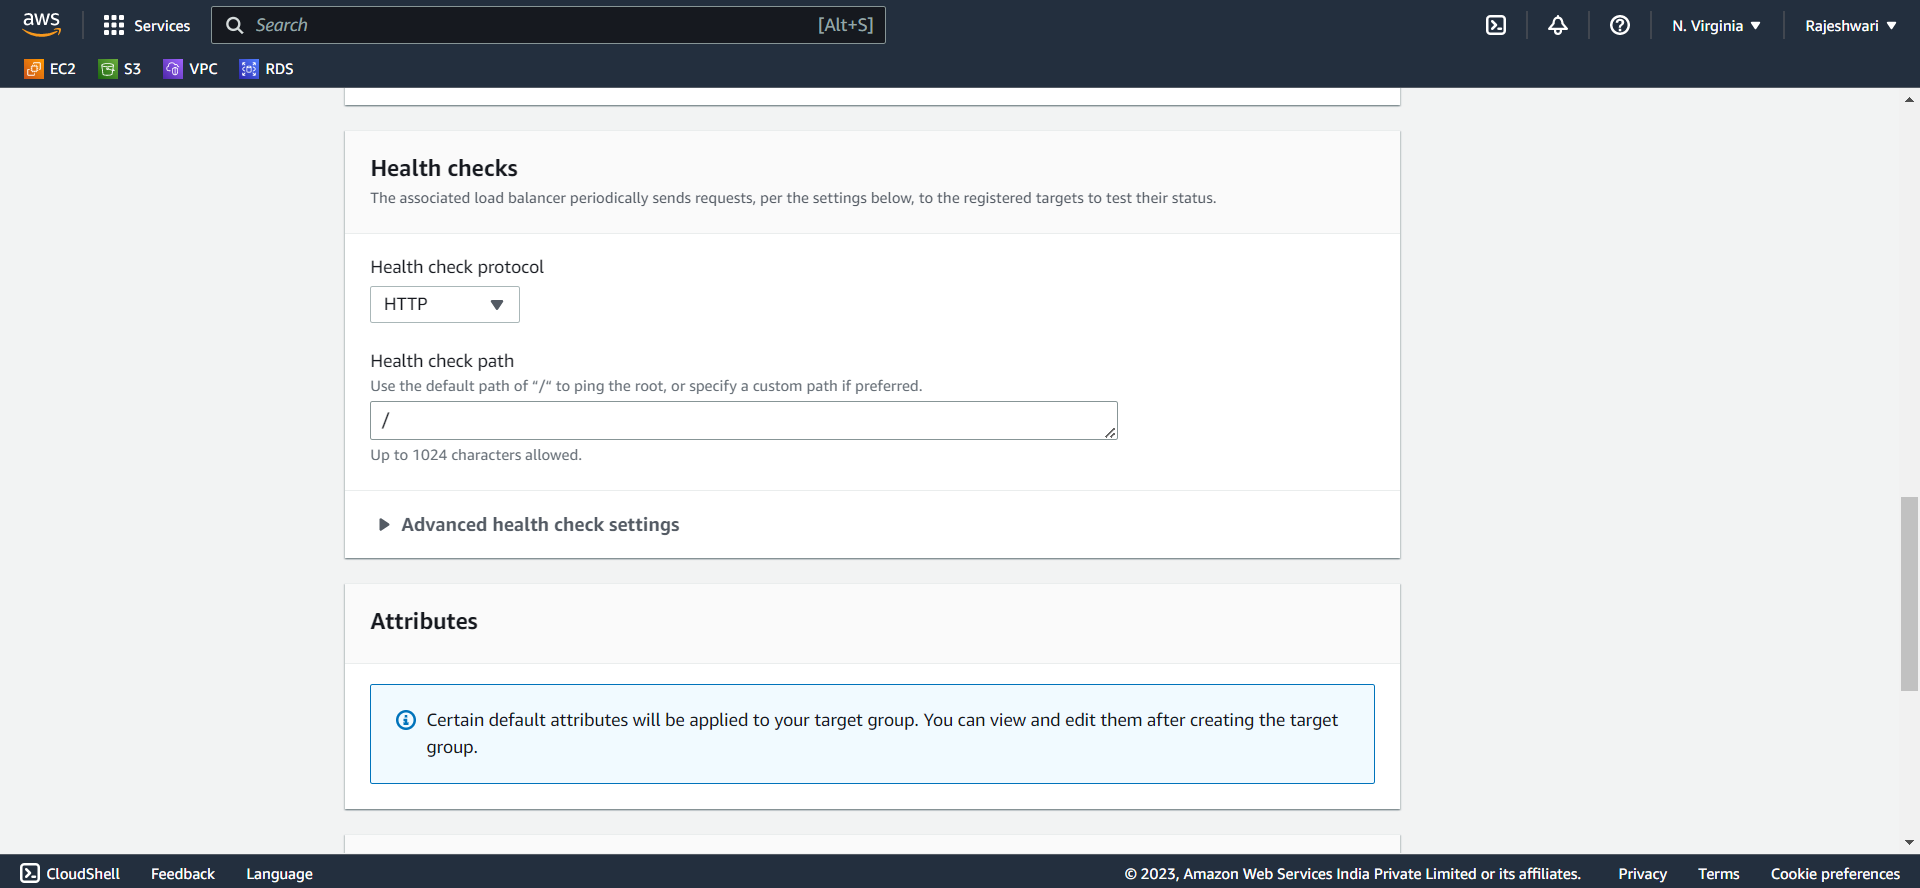 aws
Services
Search [Alt+S]
N. Virginia
Rajeshwari
EC2
S3
VPC
RDS
Health checks
The associated load balancer periodically sends requests, per the settings below, to the registered targets to test their status.
Health check protocol
HTTP
Health check path
Use the default path of “/“ to ping the root, or specify a custom path if preferred.
/
Up to 1024 characters allowed.
Advanced health check settings
Attributes
Certain default attributes will be applied to your target group. You can view and edit them after creating the target
group.
CloudShell
Feedback
Language
© 2023, Amazon Web Services India Private Limited or its affiliates.
Privacy
Terms
Cookie preferences